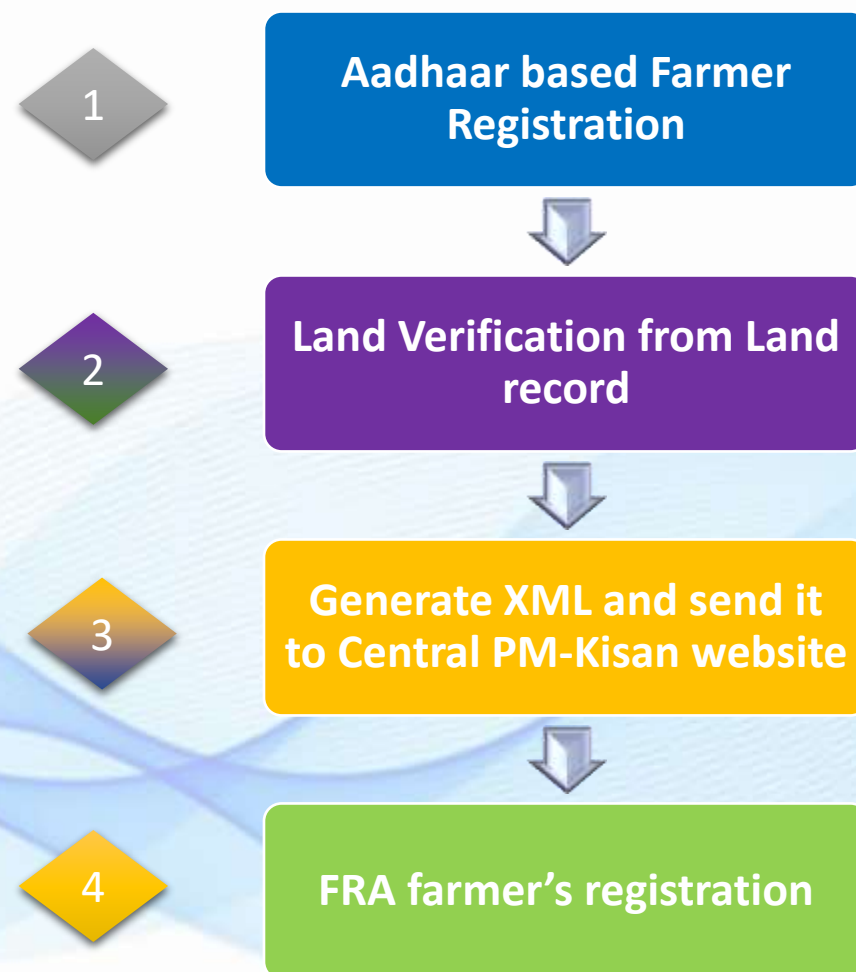 1
Aadhaar based Farmer
Registration
2
Land Verification from Land
record
3
Generate XML and send it
to Central PM-Kisan website
4
FRA farmer’s registration